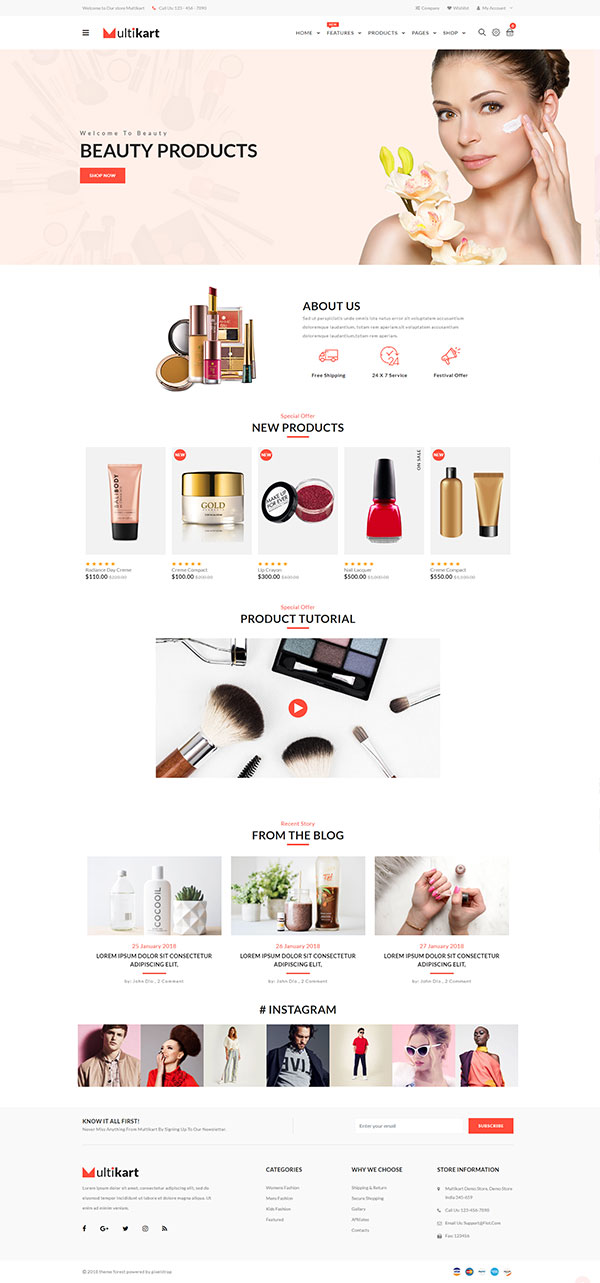 Welcome to Our store Multikart
Call Us: 123 - 456 - 7890
Compare
Wishlist
My Account
Multikart
HOME
NEW
FEATURES
PRODUCTS
PAGES
SHOP
Welcome To Beauty
BEAUTY PRODUCTS
SHOP NOW
ABOUT US
Sed ut perspiciatis unde omnis iste natus error sit voluptatem accusantium
doloremque laudantium, totam rem aperiam sit voluptatem accusantium
doloremque laudantium,totam rem aperiam.
24
Free Shipping
24 X 7 Service
Festival Offer
Special Offer
NEW PRODUCTS
BALIBODY
NEW
GOLD
NEW
MAKE UP
FOR EVER
ON SALE
NEW
Radiance Day Creme
$110.00
Creme Compact
$100.00 $200.00
Lip Crayon
$300.00 $600.00
Nail Lacquer
$500.00 $1,000.00
Creme Compact
$550.00
Special Offer
PRODUCT TUTORIAL
Recent Story
FROM THE BLOG
COCOOIL
25 January 2018
LOREM IPSUM DOLOR SIT CONSECTETUR
ADIPISCING ELIT,
by: John Dio , 2 Comment
26 January 2018
LOREM IPSUM DOLOR SIT CONSECTETUR
ADIPISCING ELIT,
by: John Dio , 2 Comment
27 January 2018
LOREM IPSUM DOLOR SIT CONSECTETUR
ADIPISCING ELIT,
by: John Dio , 2 Comment
# INSTAGRAM
KNOW IT ALL FIRST!
Never Miss Anything From Multikart By Signing Up To Our Newsletter.
Enter your email
SUBSCRIBE
Multikart
Lorem ipsum dolor sit amet, consectetur adipiscing elit, sed do
eiusmod tempor incididunt ut labore et dolore magna aliqua. Ut
enim ad minim veniam,
CATEGORIES
Womens Fashion
Mens Fashion
Kids Fashion
Featured
WHY WE CHOOSE
Shipping & Return
Secure Shopping
Gallary
Affiliates
Contacts
STORE INFORMATION
Multikart Demo Store, Demo Store
India 345-659
Call Us: 123-456-7898
Email Us: Support@Fiot.Com
Fax: 123456
© 2018 theme forest powered by pixelstrap